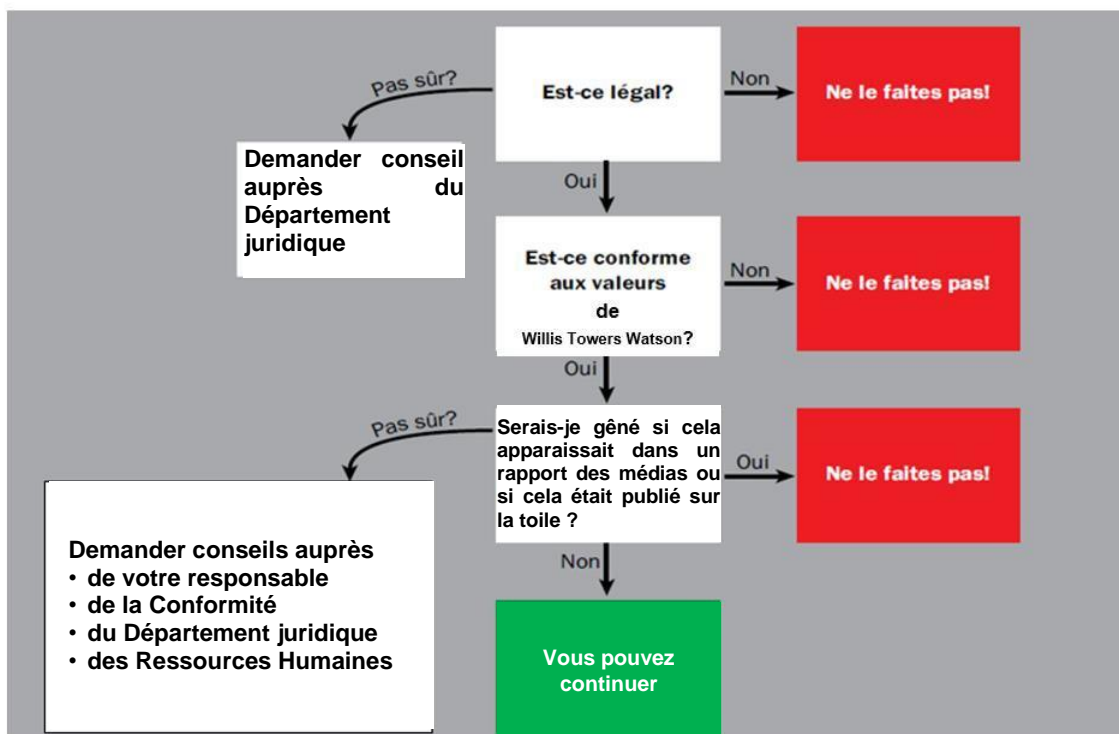 Pas sûr?
Est-ce légal?
Non
Ne le faites pas!
Demander conseil
auprès du
Département
juridique
Oui
Est-ce conforme
aux valeurs
de
Willis Towers Watson?
Non
Ne le faites pas!
Oui
Pas sûr?
Serais-je gêné si cela
apparaissait dans un
rapport des médias ou
si cela était publié sur
la toile ?
Oui
Ne le faites pas!
Demander conseils auprès
• de votre responsable
• de la Conformité
• du Département juridique
• des Ressources Humaines
Non
Vous pouvez
continuer